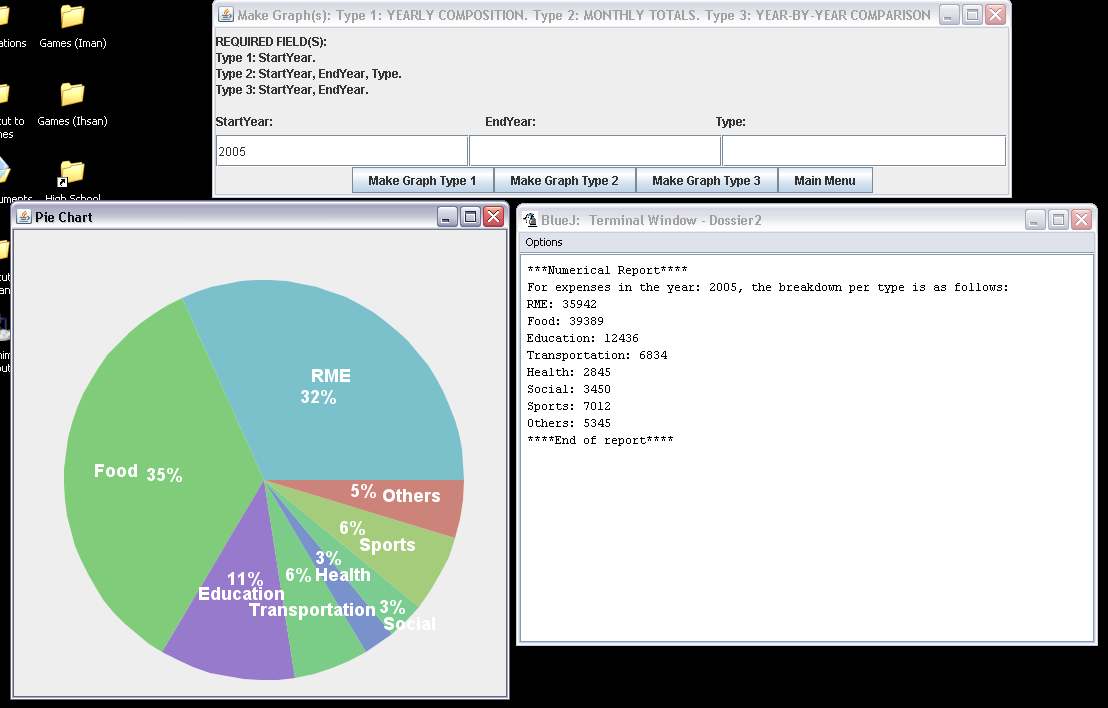 ations
Games (Iman)
cut to
nes
Games (Ihsan)
uments
High School
cut
an
nim
out
Make Graph(s): Type 1: YEARLY COMPOSITION. Type 2: MONTHLY TOTALS. Type 3: YEAR-BY-YEAR COMPARISON
REQUIRED FIELD(S):
Type 1: StartYear.
Type 2: StartYear, EndYear, Type.
Type 3: StartYear, EndYear.
StartYear: EndYear: Type:
2005
Make Graph Type 1 Make Graph Type 2 Make Graph Type 3 Main Menu
Pie Chart
RME
32%
Food 35%
5% Others
6%
Sports
3%
Health
11%
Education
6%
Transportation
3%
Social
BlueJ: Terminal Window - Dossier2
Options
***Numerical Report****
For expenses in the year: 2005, the breakdown per type is as follows:
RME: 35942
Food: 39389
Education: 12436
Transportation: 6834
Health: 2845
Social: 3450
Sports: 7012
Others: 5345
****End of report****